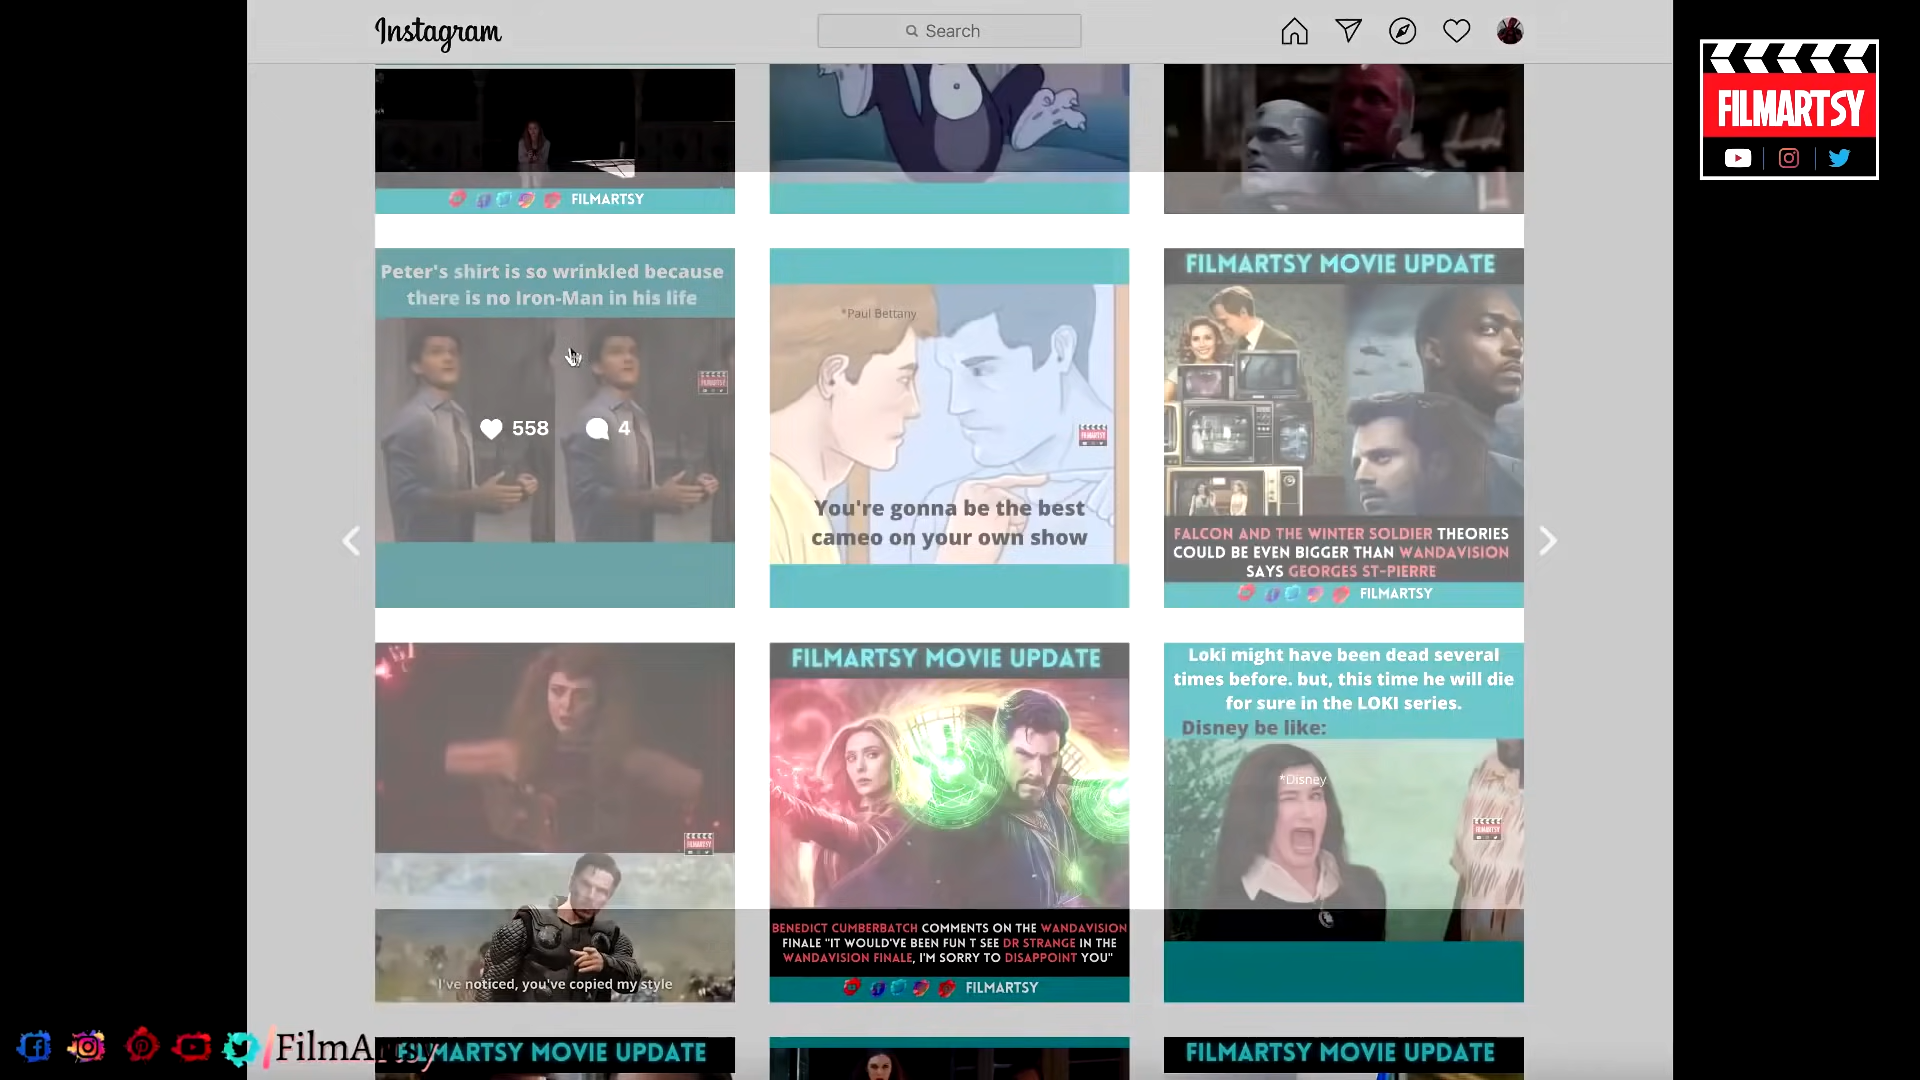 Instagram
Search
FILMARTSY
FILMARTSY
Peter's shirt is so wrinkled because
there is no Iron-Man in his life
558
4
*Paul Bettany
You're gonna be the best
cameo on your own show
FILMARTSY MOVIE UPDATE
FALCON AND THE WINTER SOLDIER THEORIES
COULD BE EVEN BIGGER THAN WANDAVISION
SAYS GEORGES ST-PIERRE
FILMARTSY
I've noticed, you've copied my style
FILMARTSY MOVIE UPDATE
BENEDICT CUMBERBATCH COMMENTS ON THE WANDAVISION
FINALE "IT WOULD'VE BEEN FUN T SEE DR STRANGE IN THE
WANDAVISION FINALE, I'M SORRY TO DISAPPOINT YOU"
FILMARTSY
Loki might have been dead several
times before. but, this time he will die
for sure in the LOKI series.
Disney be like:
*Disney
/FilmArtsy
FILMARTSY MOVIE UPDATE
FILMARTSY MOVIE UPDATE